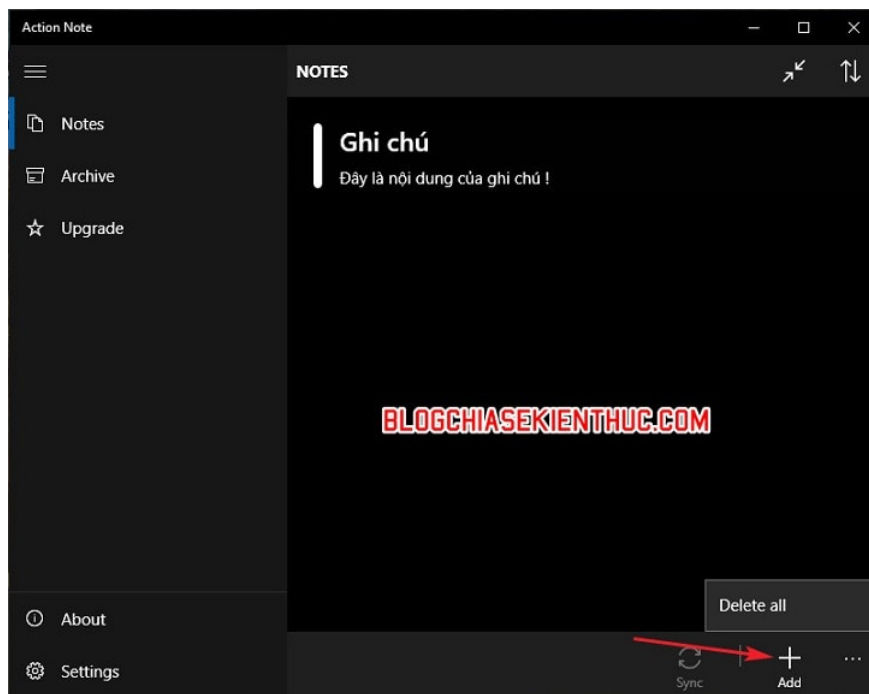 Action Note
NOTES
Notes
Archive
Upgrade
Ghi chú
Đây là nội dung của ghi chú !
BLOGCHIASEKIENTHUC.COM
Delete all
About
Settings
Sync
Add